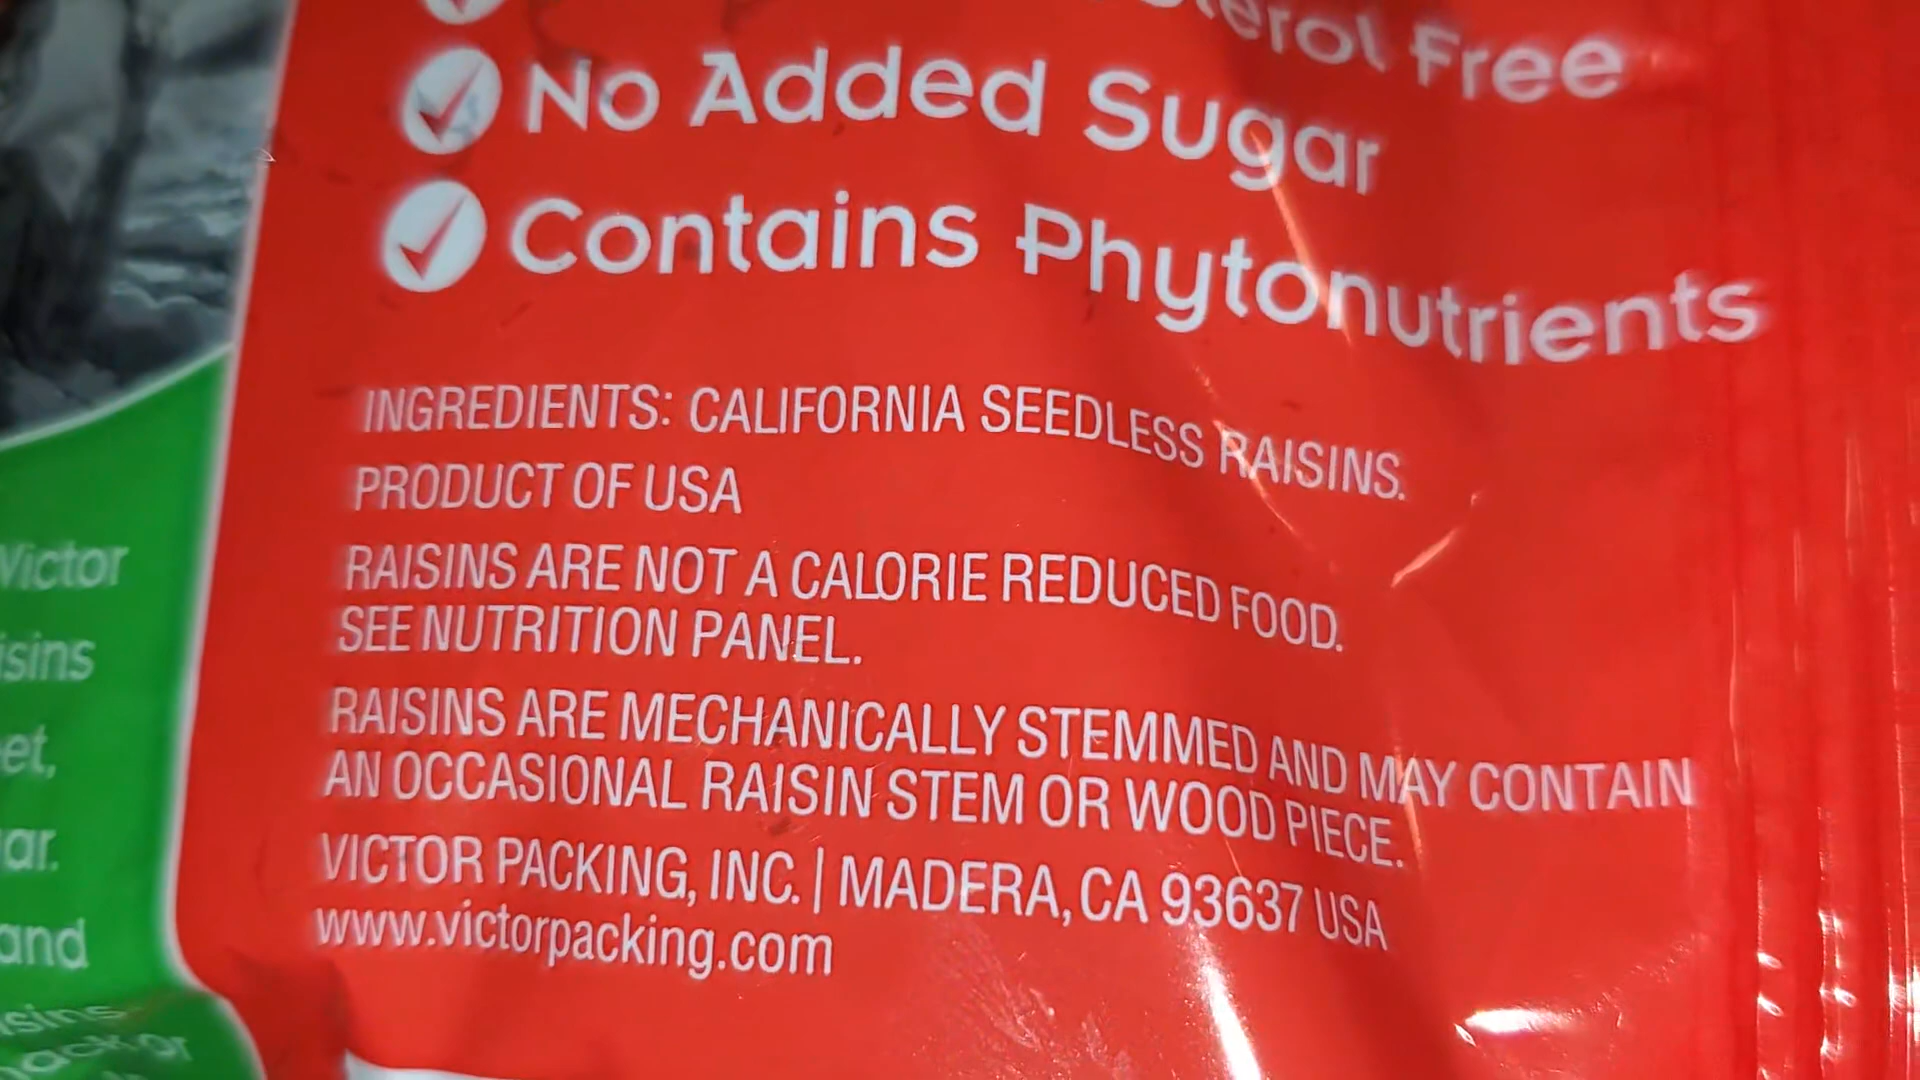 Free
No Added Sugar
Contains Phytonutrients
INGREDIENTS: CALIFORNIA SEEDLESS RAISINS.
PRODUCT OF USA
RAISINS ARE NOT A CALORIE REDUCED FOOD.
SEE NUTRITION PANEL.
RAISINS ARE MECHANICALLY STEMMED AND MAY CONTAIN
AN OCCASIONAL RAISIN STEM OR WOOD PIECE.
VICTOR PACKING, INC. | MADERA, CA 93637 USA
www.victorpacking.com
Victor
and